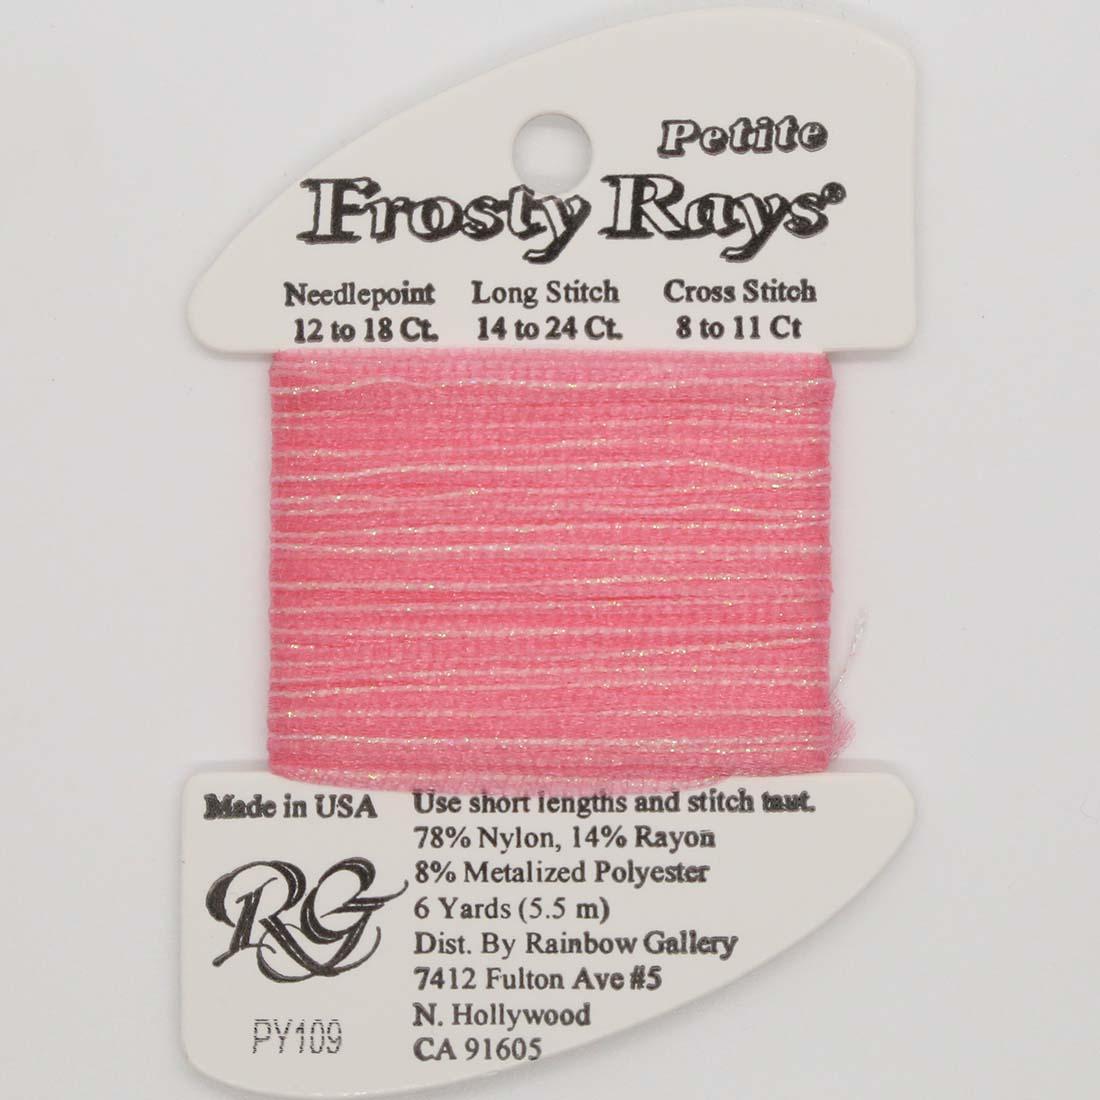 Petite
Frosty Rays®
Needlepoint Long Stitch Cross Stitch
12 to 18 Ct. 14 to 24 Ct. 8 to 11 Ct
Made in USA
Use short lengths and stitch taut.
78% Nylon, 14% Rayon
8% Metalized Polyester
6 Yards (5.5 m)
Dist. By Rainbow Gallery
7412 Fulton Ave #5
N. Hollywood
CA 91605
RG
PY109